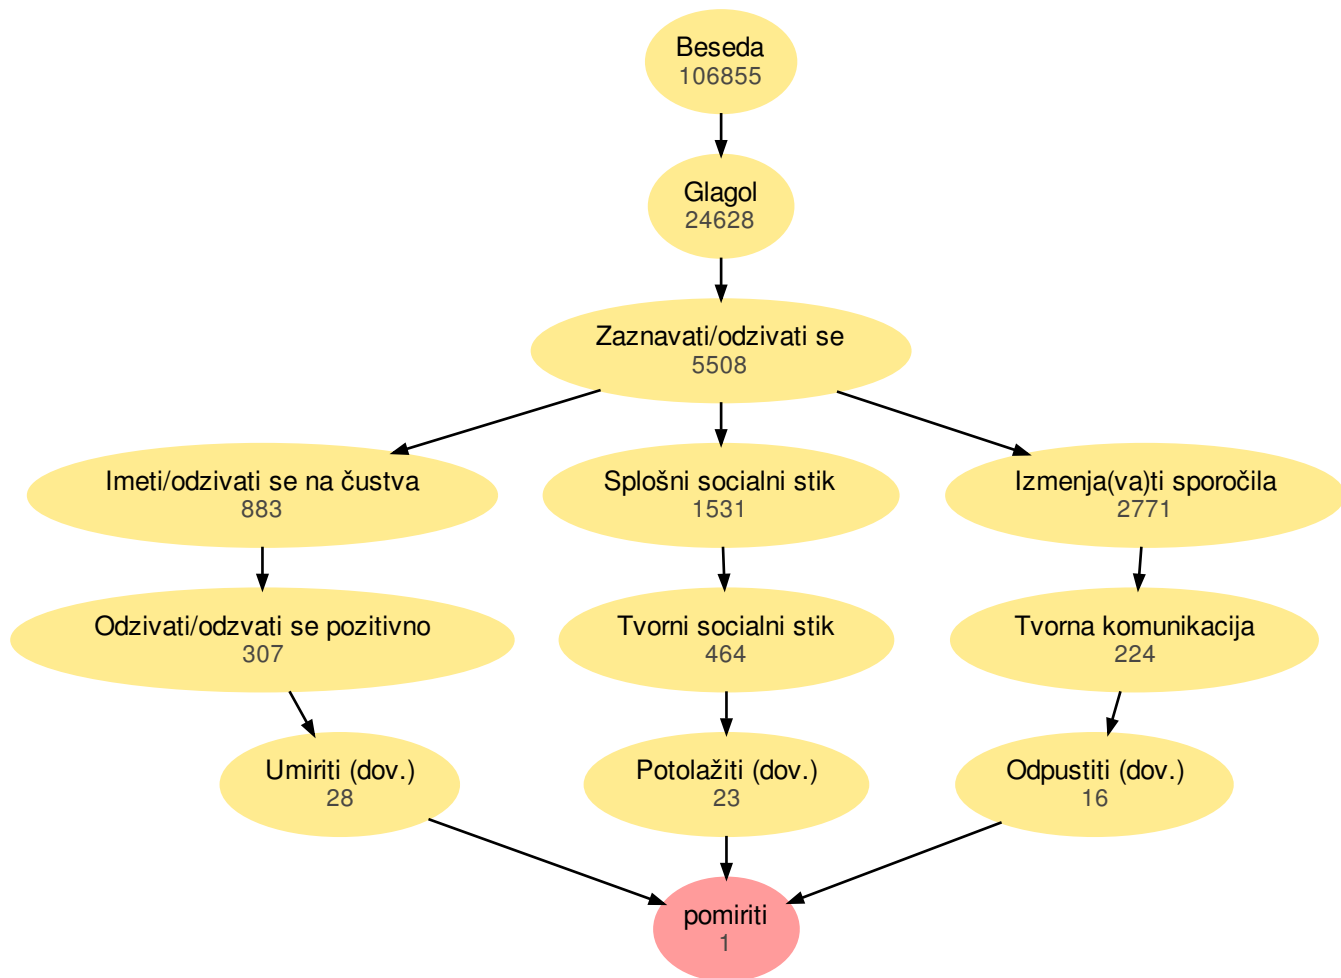 Beseda
106855
Glagol
24628
Zaznavati/odzivati se
5508
Imeti/odzivati se na čustva
883
Splošni socialni stik
1531
Izmenja(va)ti sporočila
2771
Odzivati/odzvati se pozitivno
307
Tvorni socialni stik
464
Tvorna komunikacija
224
Umiriti (dov.)
28
Potolažiti (dov.)
23
Odpustiti (dov.)
16
pomiriti
1